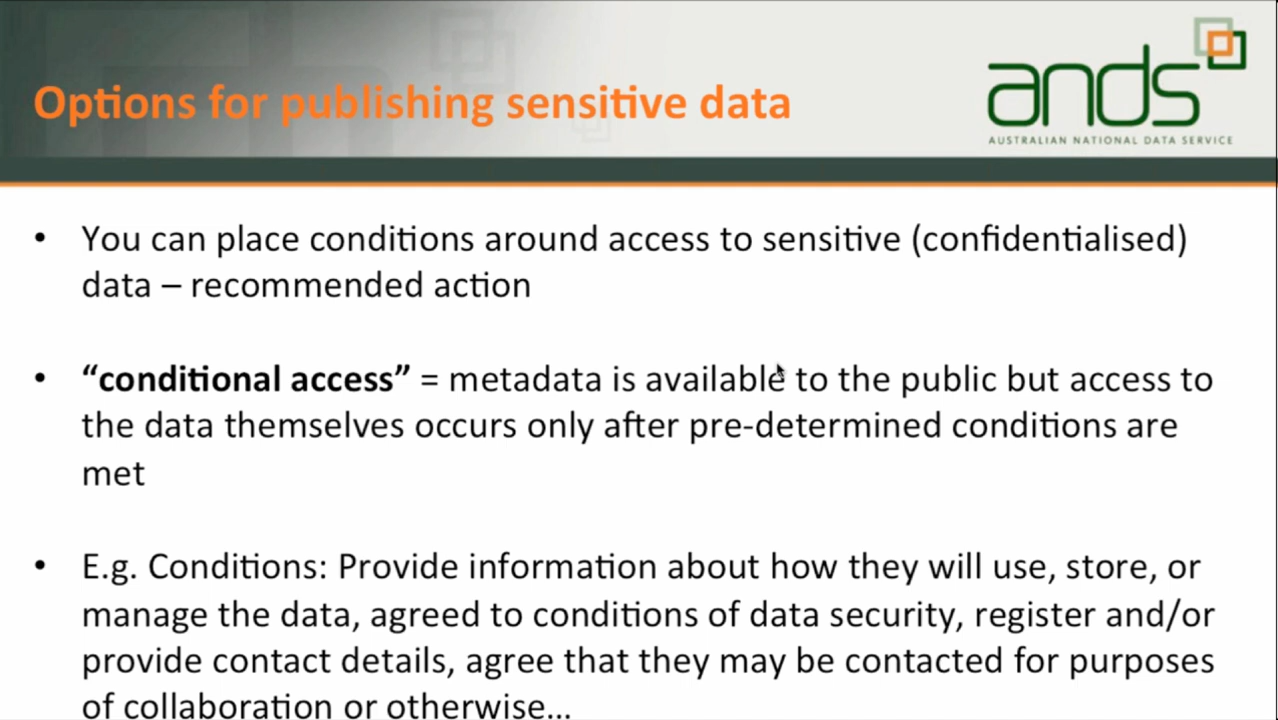 Options for publishing sensitive data
ands
AUSTRALIAN NATIONAL DATA SERVICE
• You can place conditions around access to sensitive (confidentialised)
data – recommended action
• “conditional access” = metadata is available to the public but access to
the data themselves occurs only after pre-determined conditions are
met
• E.g. Conditions: Provide information about how they will use, store, or
manage the data, agreed to conditions of data security, register and/or
provide contact details, agree that they may be contacted for purposes
of collaboration or otherwise…